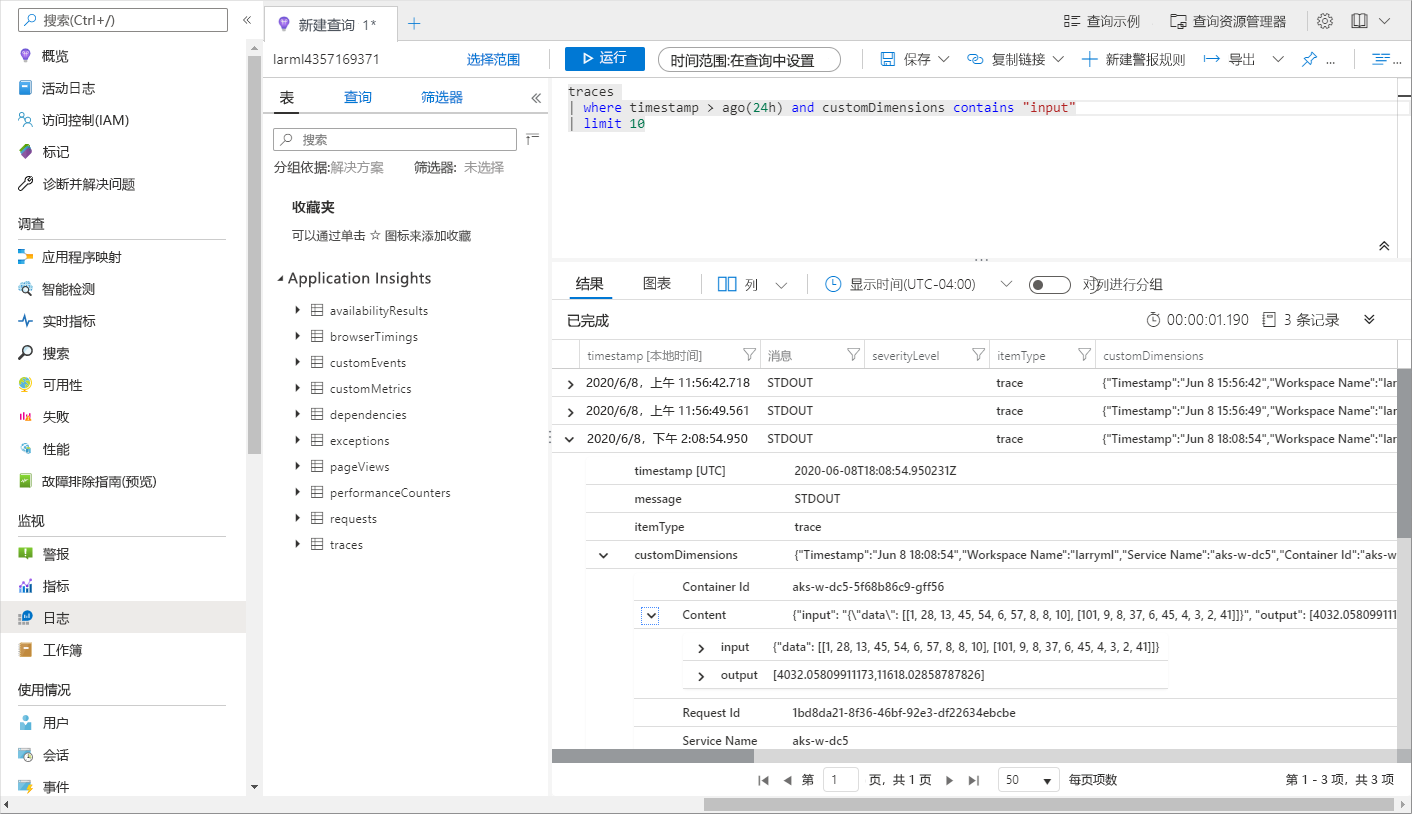 搜索(Ctrl+/)
概览
活动日志
访问控制(IAM)
标记
诊断并解决问题
调查
应用程序映射
智能检测
实时指标
搜索
可用性
失败
性能
故障排除指南(预览)
监视
警报
指标
日志
工作簿
使用情况
用户
会话
事件
新建查询 1*
查询示例
查询资源管理器
larml4357169371
选择范围
运行
时间范围:在查询中设置
保存
复制链接
新建警报规则
导出
...
...
表
查询
筛选器
搜索
分组依据:解决方案
筛选器: 未选择
收藏夹
可以通过单击 ☆ 图标来添加收藏
Application Insights
availabilityResults
browserTimings
customEvents
customMetrics
dependencies
exceptions
pageViews
performanceCounters
requests
traces
traces
| where timestamp > ago(24h) and customDimensions contains "input"
| limit 10
结果
图表
列
显示时间(UTC-04:00)
对列进行分组
已完成
00:00:01.190
3 条记录
timestamp [本地时间] 消息 severityLevel itemType customDimensions
2020/6/8，上午 11:56:42.718 STDOUT trace {"Timestamp":"Jun 8 15:56:42","Workspace Name":"lar
2020/6/8，上午 11:56:49.561 STDOUT trace {"Timestamp":"Jun 8 15:56:49","Workspace Name":"lar
2020/6/8，下午 2:08:54.950 STDOUT trace {"Timestamp":"Jun 8 18:08:54","Workspace Name":"lar
timestamp [UTC] 2020-06-08T18:08:54.950231Z
message STDOUT
itemType trace
customDimensions {"Timestamp":"Jun 8 18:08:54","Workspace Name":"larryml","Service Name":"aks-w-dc5","Container Id":"aks-w
Container Id aks-w-dc5-5f68b86c9-gff56
Content {"input": "{\"data\": [[1, 28, 13, 45, 54, 6, 57, 8, 8, 10], [101, 9, 8, 37, 6, 45, 4, 3, 2, 41]]}", "output": [4032.058099111
input {"data": [[1, 28, 13, 45, 54, 6, 57, 8, 8, 10], [101, 9, 8, 37, 6, 45, 4, 3, 2, 41]]}
output [4032.05809911173,11618.02858787826]
Request Id 1bd8da21-8f36-46bf-92e3-df22634ebcbe
Service Name aks-w-dc5
第 1 页，共 1 页
50 每页项数
第 1 - 3 项，共 3 项